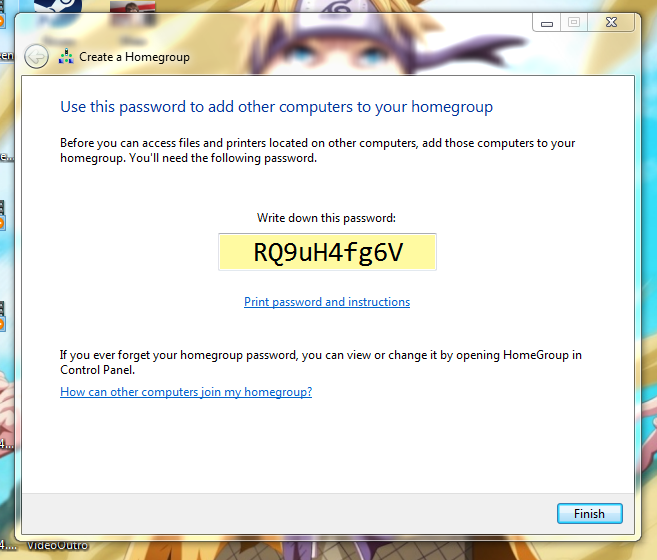 Create a Homegroup
Use this password to add other computers to your homegroup
Before you can access files and printers located on other computers, add those computers to your
homegroup. You'll need the following password.
Write down this password:
RQ9uH4fg6V
Print password and instructions
If you ever forget your homegroup password, you can view or change it by opening HomeGroup in
Control Panel.
How can other computers join my homegroup?
Finish
VideoOutro